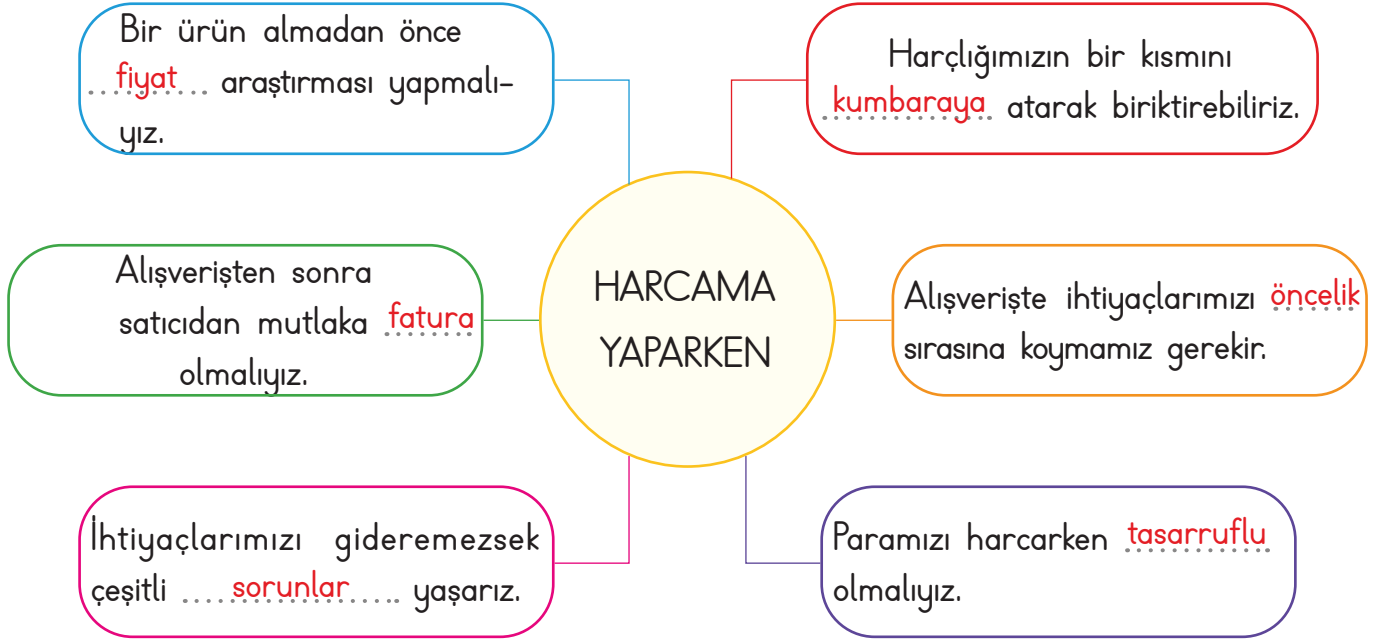 Bir ürün almadan önce
fiyat araştırması yapmalı-
yız.
Harçlığımızın bir kısmını
kumbaraya atarak biriktirebiliriz.
Alışverişten sonra
satıcıdan mutlaka fatura
olmalıyız.
HARCAMA
YAPARKEN
Alışverişte ihtiyaçlarımızı öncelik
sırasına koymamız gerekir.
İhtiyaçlarımızı gideremezsek
çeşitli sorunlar yaşarız.
Paramızı harcarken tasarruflu
olmalıyız.